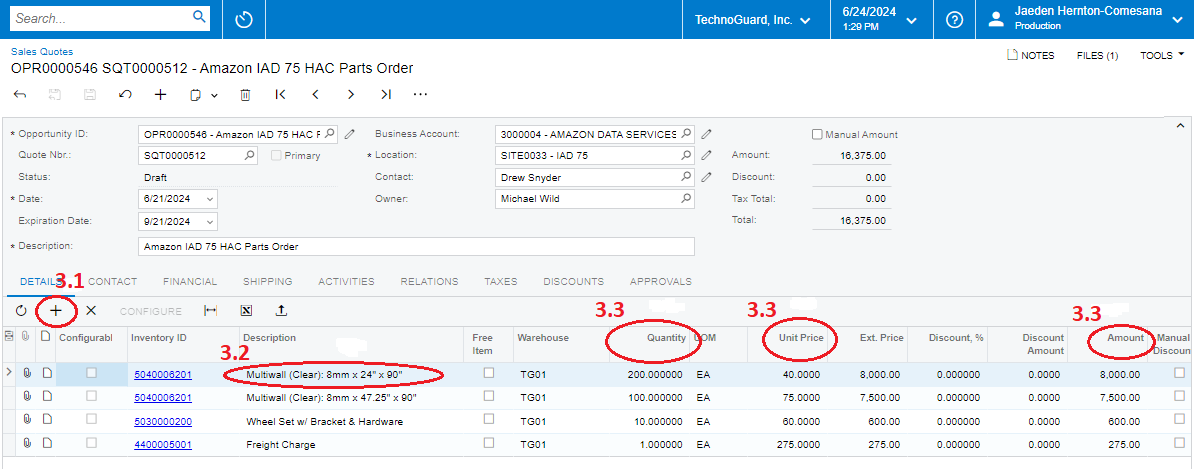 Search...
TechnoGuard, Inc.
6/24/2024
1:29 PM
Jaeden Hernton-Comesana
Production
Sales Quotes
OPR0000546 SQT0000512 - Amazon IAD 75 HAC Parts Order
NOTES FILES (1) TOOLS
* Opportunity ID: OPR0000546 - Amazon IAD 75 HAC F Business Account: 3000004 - AMAZON DATA SERVICES Manual Amount
Quote Nbr.: SQT0000512 Primary * Location: SITE0033 - IAD 75 Amount: 16,375.00
Status: Draft Contact: Drew Snyder Discount: 0.00
* Date: 6/21/2024 Owner: Michael Wild Tax Total: 0.00
Expiration Date: 9/21/2024 Total: 16,375.00
* Description: Amazon IAD 75 HAC Parts Order
DETAILS 3.1 CONTACT FINANCIAL SHIPPING ACTIVITIES RELATIONS TAXES DISCOUNTS APPROVALS
CONFIGURE 3.3 3.3 3.3
Configurabl Inventory ID Description Free Item Warehouse Quantity UOM Unit Price Ext. Price Discount, % Discount Amount Amount Manual Discoun
3.2
5040006201 Multiwall (Clear): 8mm x 24" x 90" TG01 200.000000 EA 40.0000 8,000.00 0.000000 0.0000 8,000.00
5040006201 Multiwall (Clear): 8mm x 47.25" x 90" TG01 100.000000 EA 75.0000 7,500.00 0.000000 0.0000 7,500.00
5030000200 Wheel Set w/ Bracket & Hardware TG01 10.000000 EA 60.0000 600.00 0.000000 0.0000 600.00
4400005001 Freight Charge TG01 1.000000 EA 275.0000 275.00 0.000000 0.0000 275.00